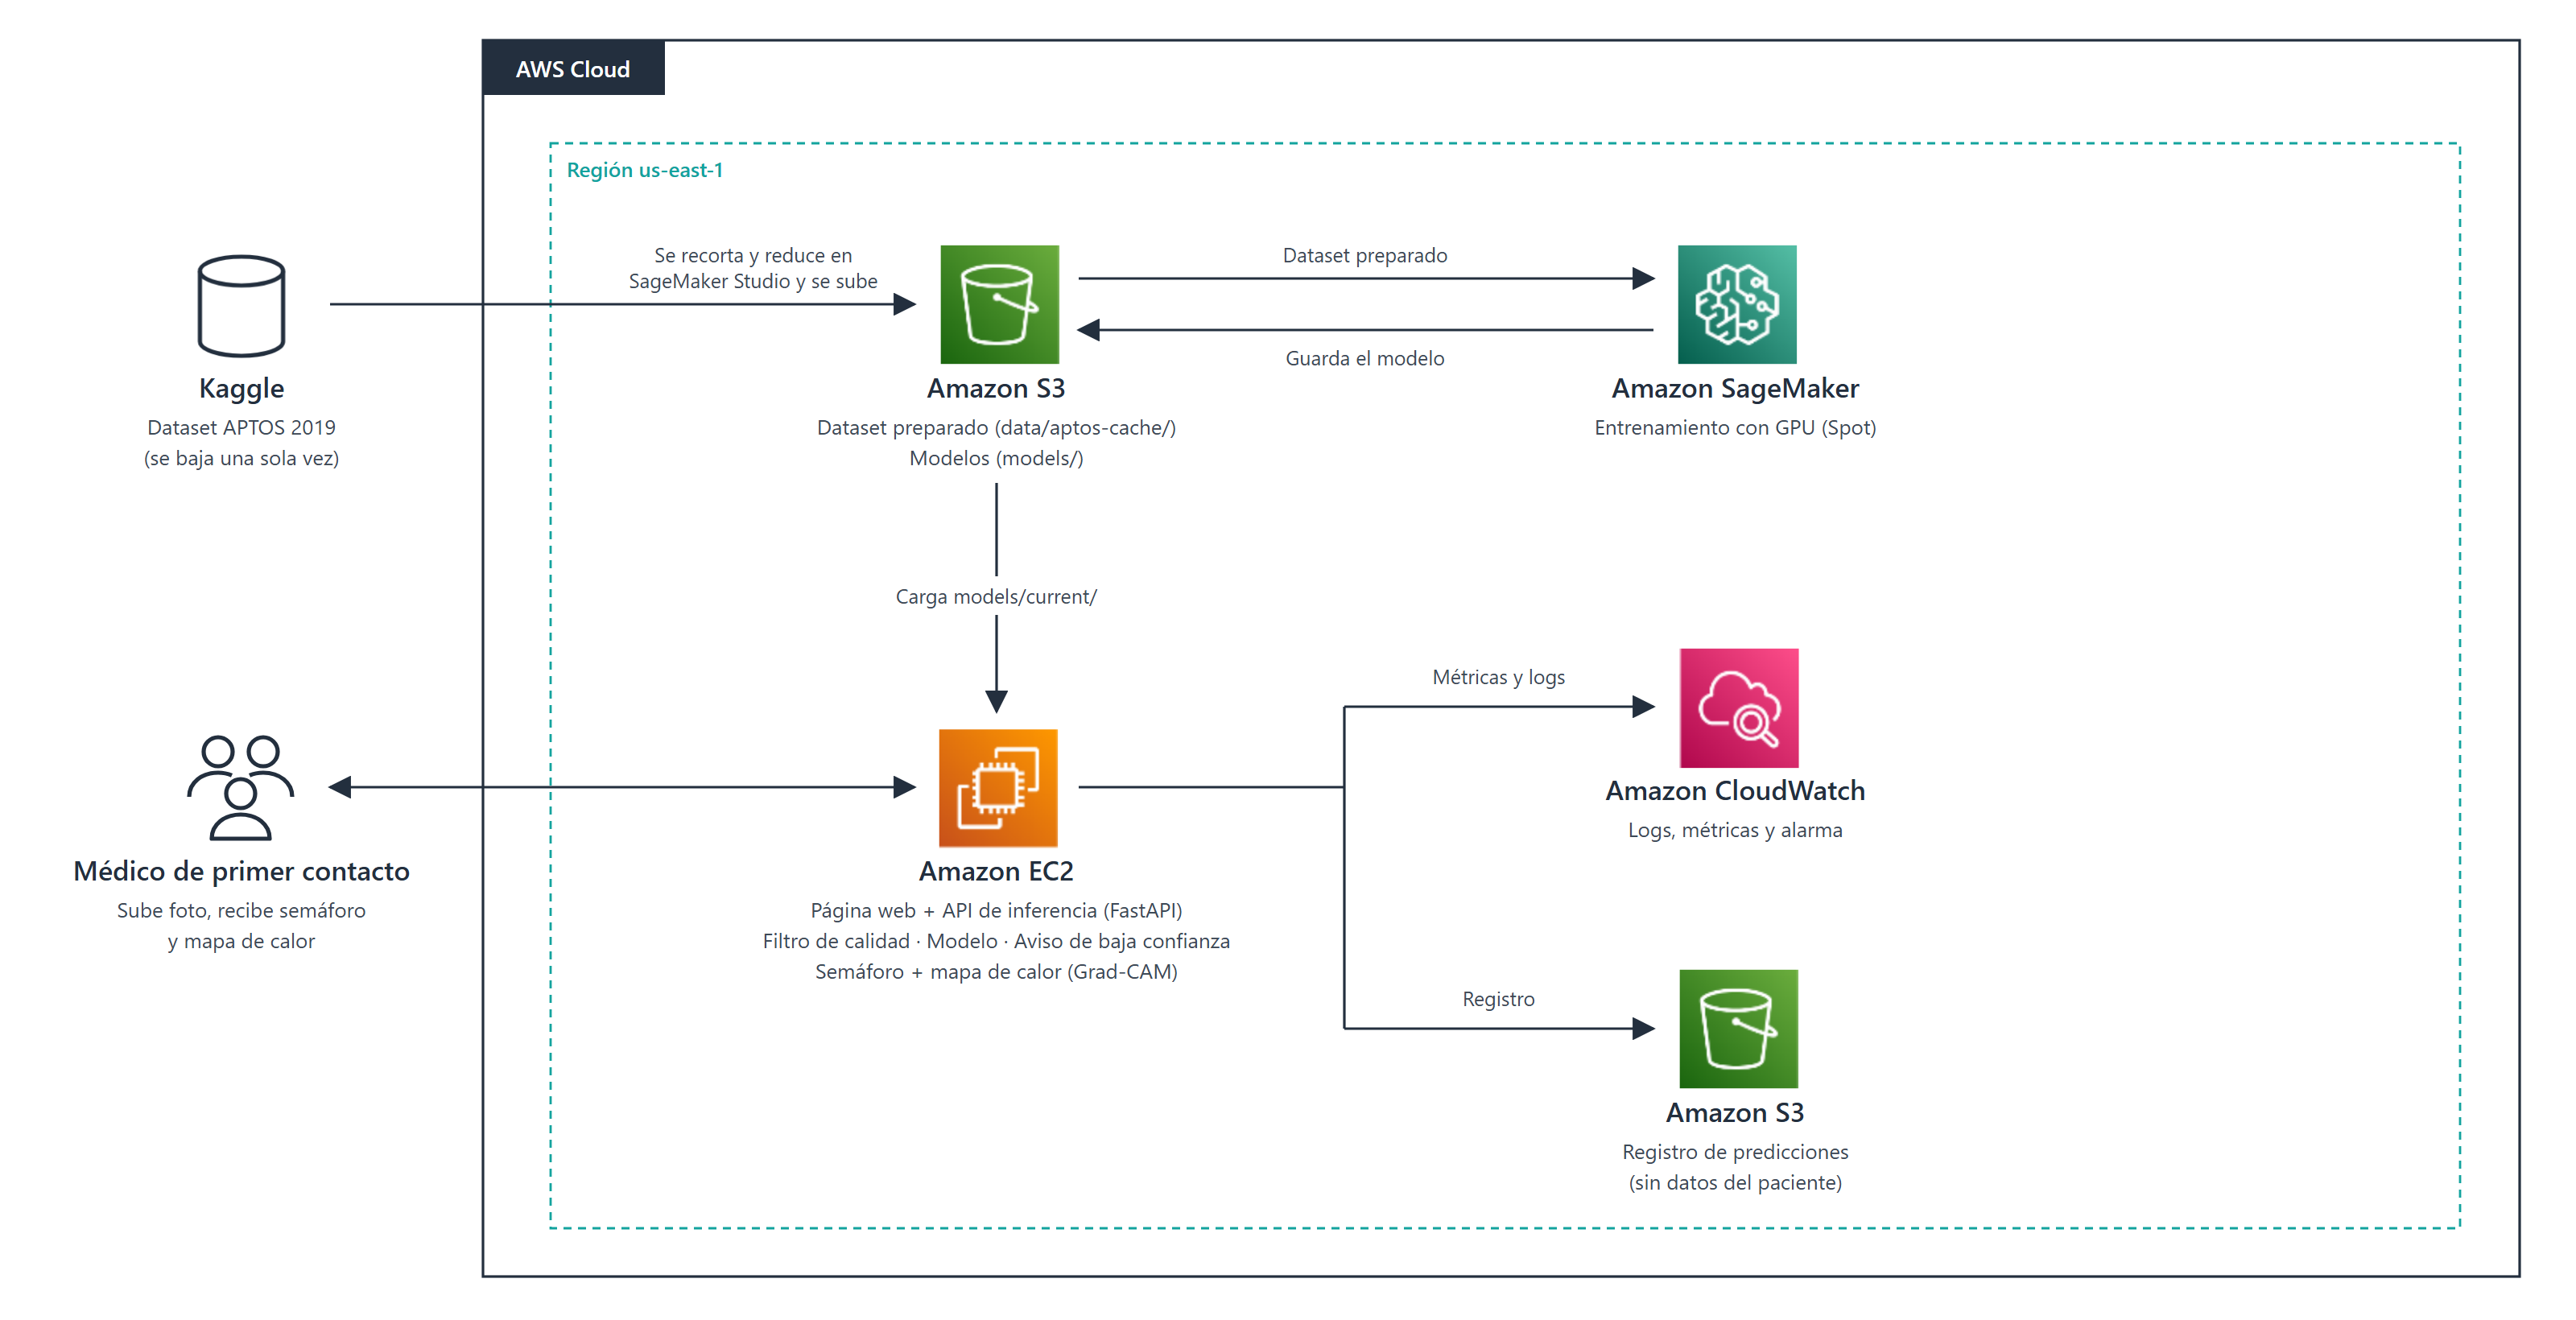 AWS Cloud
Región us-east-1
Se recorta y reduce en
SageMaker Studio y se sube
Dataset preparado
Guarda el modelo
Kaggle
Dataset APTOS 2019
(se baja una sola vez)
Amazon S3
Dataset preparado (data/aptos-cache/)
Modelos (models/)
Amazon SageMaker
Entrenamiento con GPU (Spot)
Carga models/current/
Métricas y logs
Amazon CloudWatch
Logs, métricas y alarma
Médico de primer contacto
Sube foto, recibe semáforo
y mapa de calor
Amazon EC2
Página web + API de inferencia (FastAPI)
Filtro de calidad · Modelo · Aviso de baja confianza
Semáforo + mapa de calor (Grad-CAM)
Registro
Amazon S3
Registro de predicciones
(sin datos del paciente)